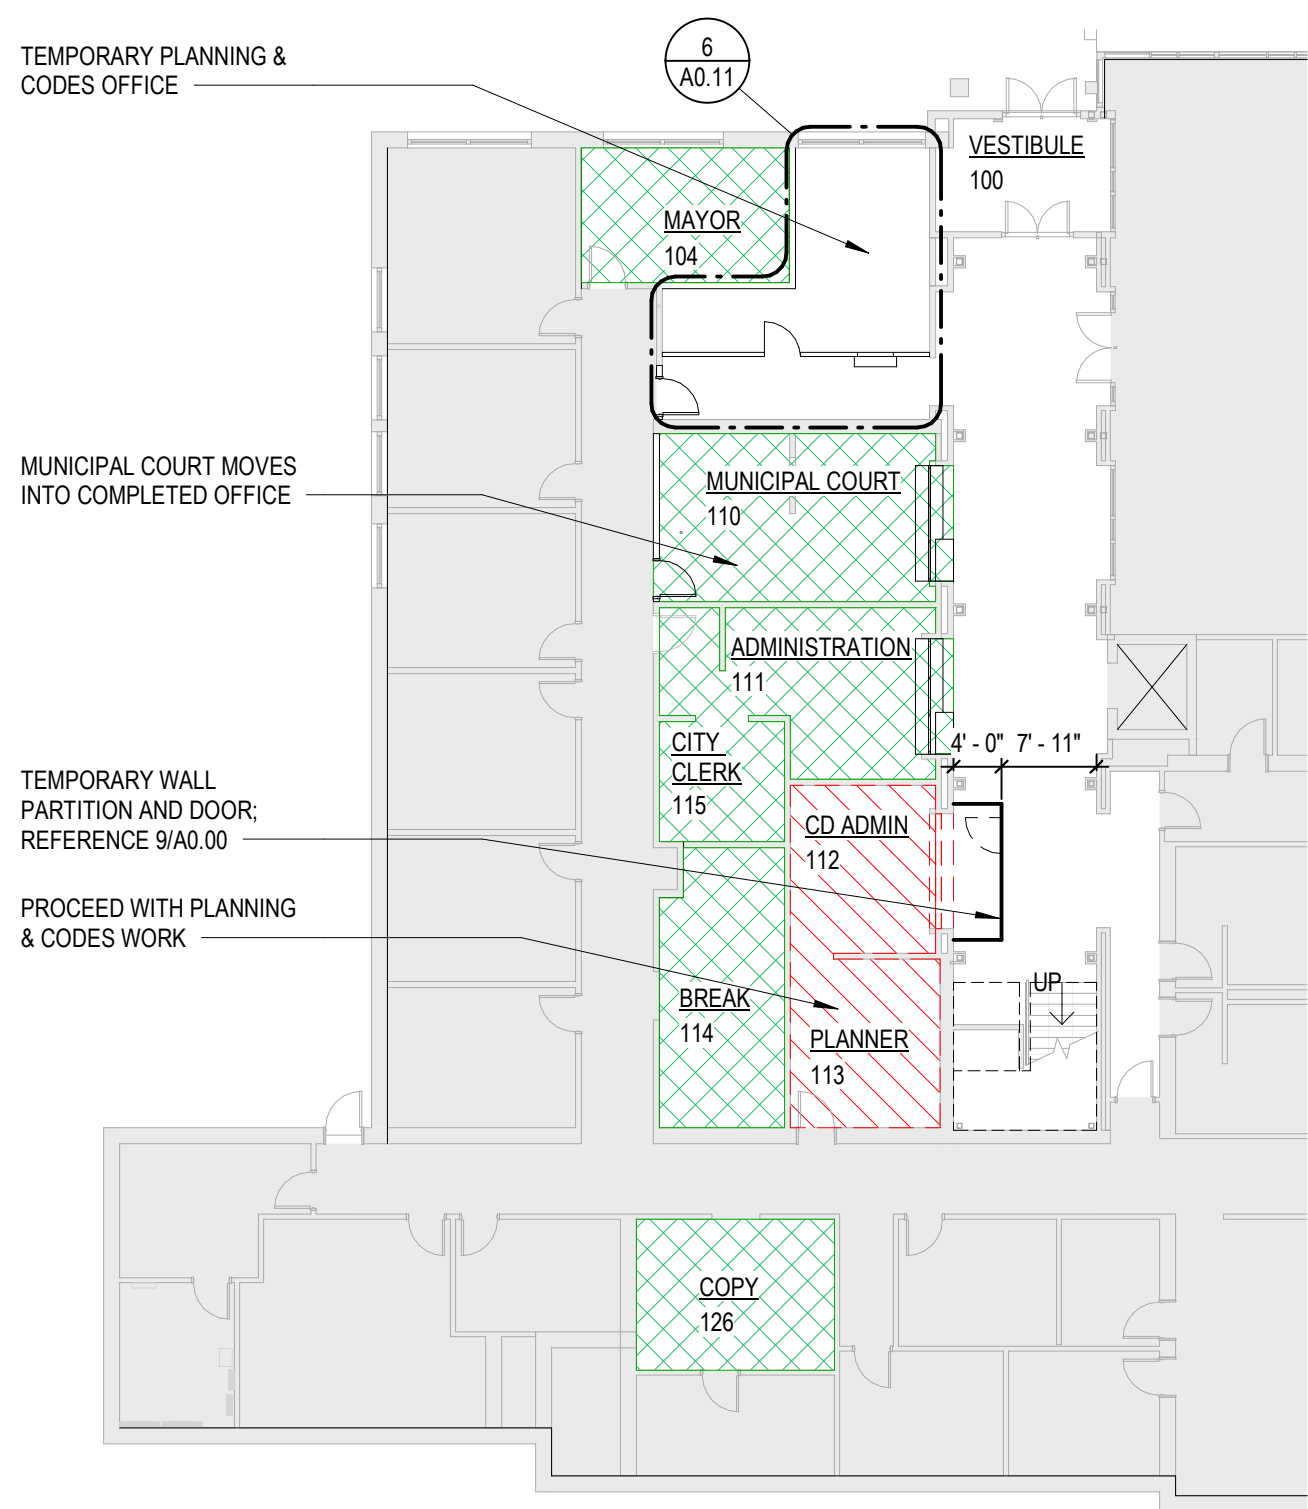 TEMPORARY PLANNING &
CODES OFFICE
6
A0.11
VESTIBULE
100
MAYOR
104
MUNICIPAL COURT MOVES
INTO COMPLETED OFFICE
MUNICIPAL COURT
110
ADMINISTRATION
111
CITY
CLERK
115
4' - 0" 7' - 11"
TEMPORARY WALL
PARTITION AND DOOR;
REFERENCE 9/A0.00
CD ADMIN
112
PROCEED WITH PLANNING
& CODES WORK
BREAK
114
UP
PLANNER
113
COPY
126